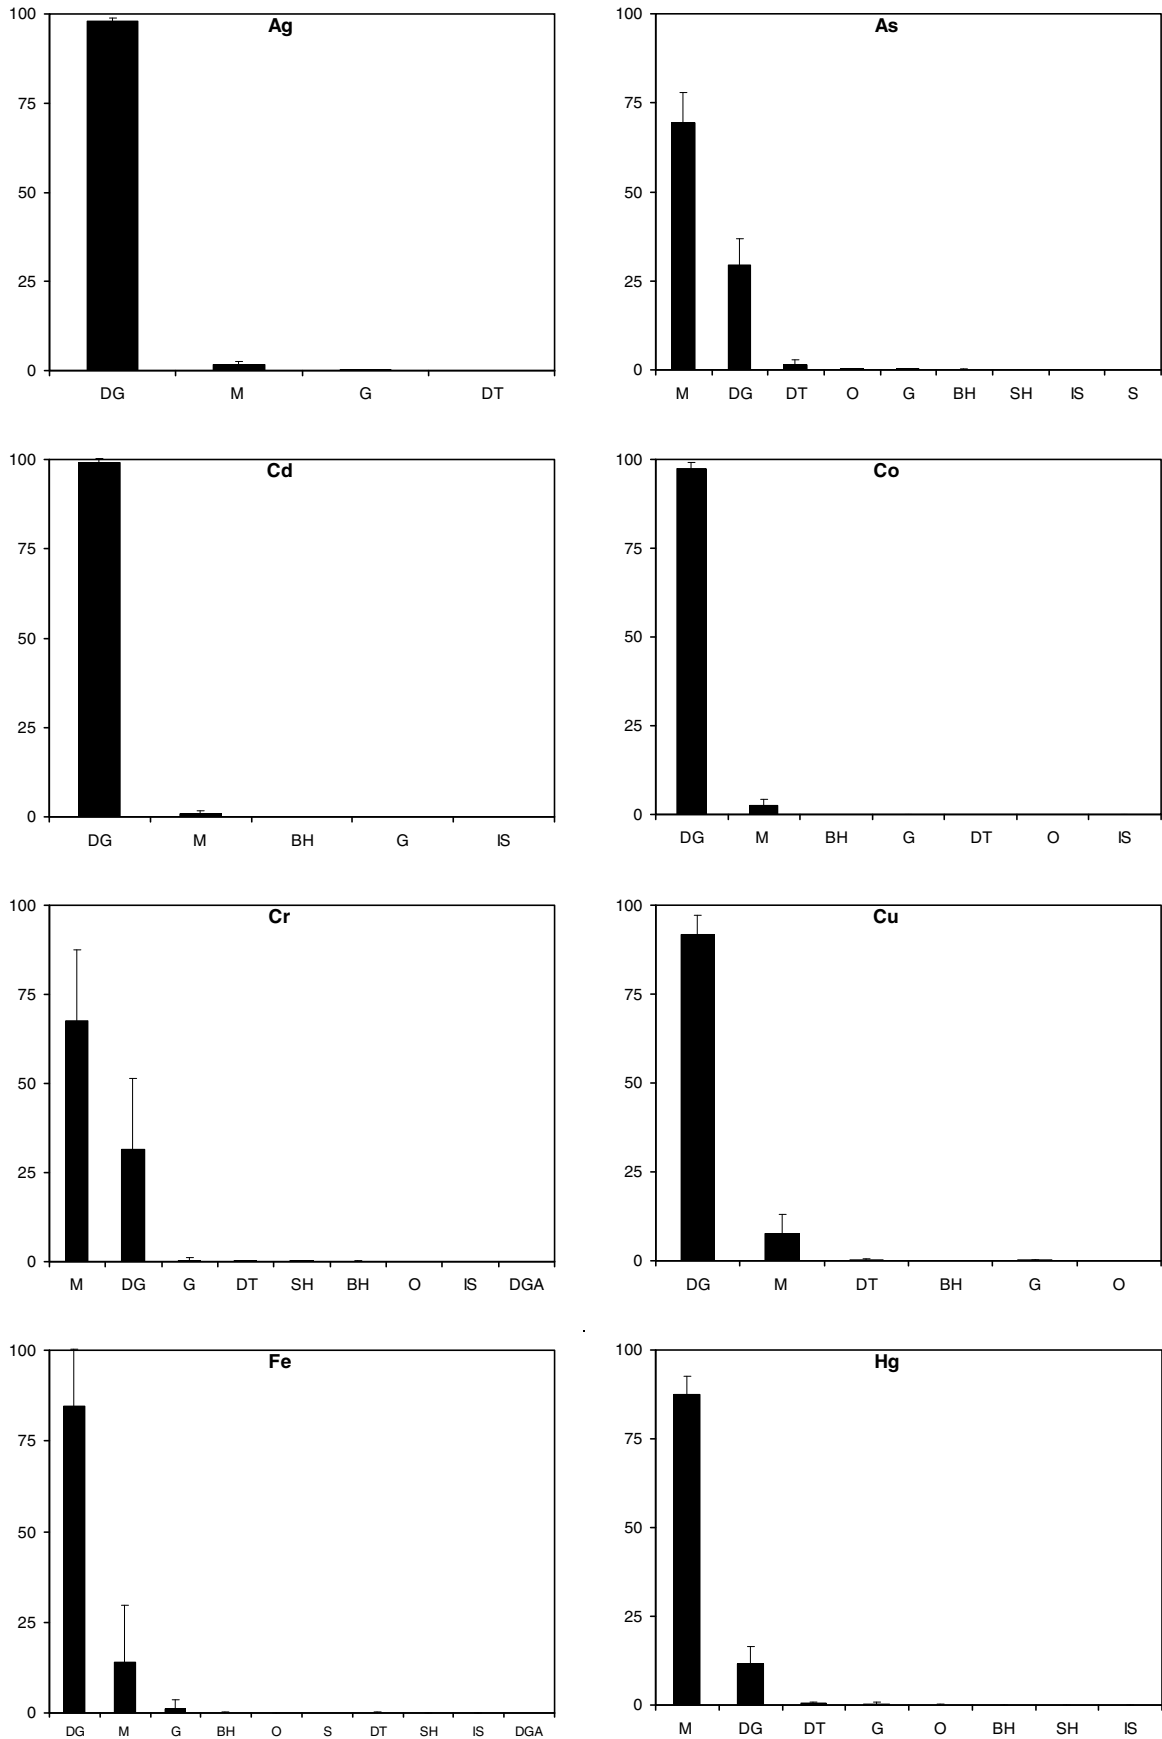 Ag
100
75
50
25
0
DG M G DT
As
100
75
50
25
0
M DG DT O G BH SH IS S
Cd
100
75
50
25
0
DG M BH G IS
Co
100
75
50
25
0
DG M BH G DT O IS
Cr
100
75
50
25
0
M DG G DT SH BH O IS DGA
Cu
100
75
50
25
0
DG M DT BH G O
Fe
100
75
50
25
0
DG M G BH O S DT SH IS DGA
Hg
100
75
50
25
0
M DG DT G O BH SH IS